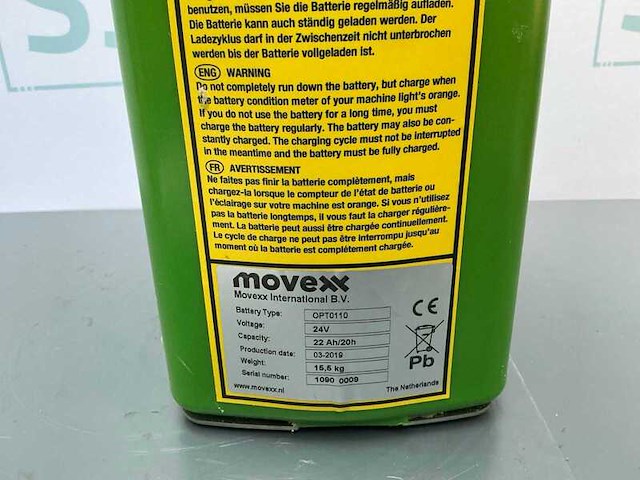 benutzen, müssen Sie die Batterie regelmäßig aufladen.
Die Batterie kann auch ständig geladen werden. Der
Ladezyklus darf in der Zwischenzeit nicht unterbrochen
werden bis der Batterie vollgeladen ist.
ENG WARNING
Do not completely run down the battery, but charge when
the battery condition meter of your machine light's orange.
If you do not use the battery for a long time, you must
charge the battery regularly. The battery may also be con-
stantly charged. The charging cycle must not be interrupted
in the meantime and the battery must be fully charged.
FR AVERTISSEMENT
Ne faites pas finir la batterie complètement, mais
chargez-la lorsque le compteur de l'état de batterie ou
l'éclairage sur votre machine est orange. Si vous n'utilisez
pas la batterie longtemps, il vous faut la charger régulière-
ment. La batterie peut aussi être chargée continuellement.
Le cycle de charge ne peut pas être interrompu jusqu'au
moment où la batterie est complètement chargée.
movexx
Movexx International B.V.
Battery Type: OPT0110
Voltage: 24V
Capacity: 22 Ah/20h
Production date: 03-2019
Weight: 15,5 kg
Serial number: 1090 0009
CE
Pb
www.movexx.nl The Netherlands